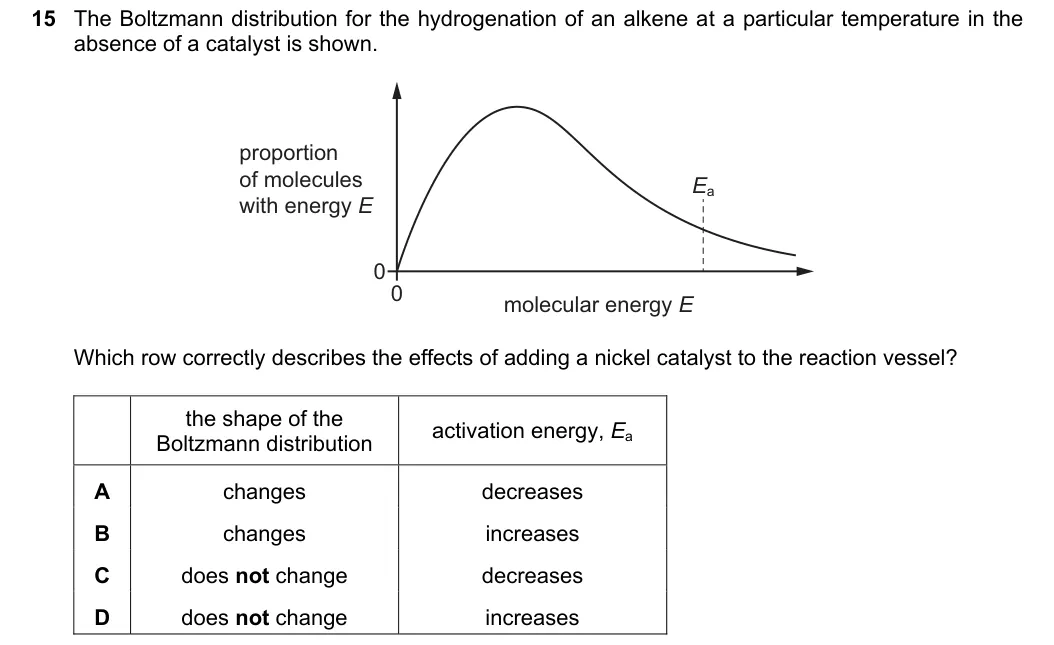 15 The Boltzmann distribution for the hydrogenation of an alkene at a particular temperature in the
absence of a catalyst is shown.
proportion
of molecules
with energy E
Ea
0
0
molecular energy E
Which row correctly describes the effects of adding a nickel catalyst to the reaction vessel?
the shape of the
Boltzmann distribution
activation energy, Ea
A changes decreases
B changes increases
C does not change decreases
D does not change increases